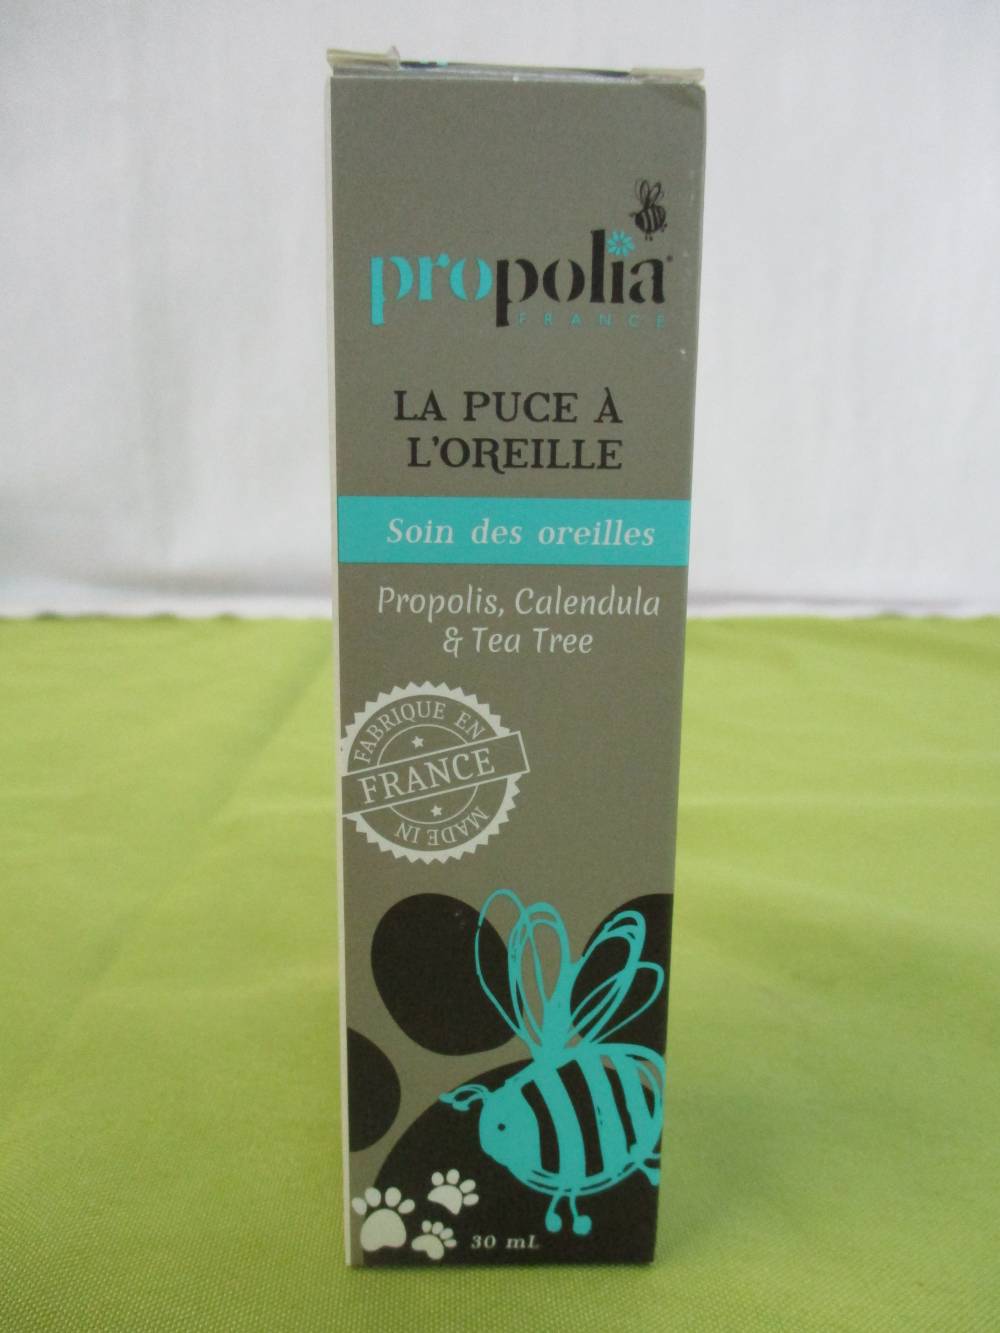 propolia®
FRANCE
LA PUCE À
L'OREILLE
Soin des oreilles
Propolis, Calendula
& Tea Tree
FABRIQUE EN
FRANCE
MADE IN
30 mL